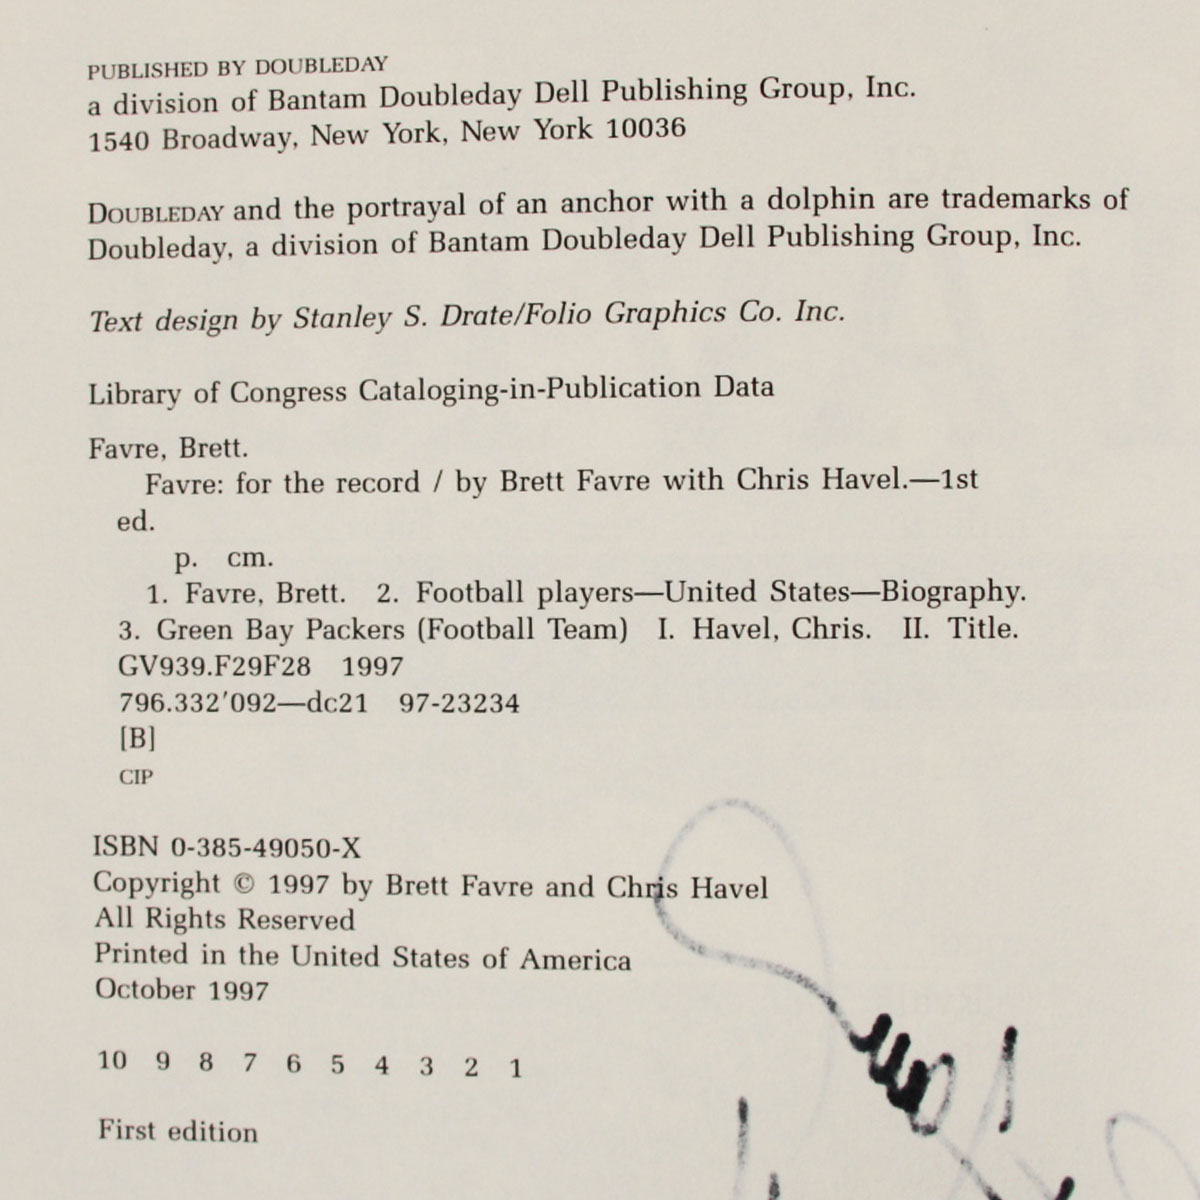 PUBLISHED BY DOUBLEDAY
a division of Bantam Doubleday Dell Publishing Group, Inc.
1540 Broadway, New York, New York 10036
DOUBLEDAY and the portrayal of an anchor with a dolphin are trademarks of
Doubleday, a division of Bantam Doubleday Dell Publishing Group, Inc.
Text design by Stanley S. Drate/Folio Graphics Co. Inc.
Library of Congress Cataloging-in-Publication Data
Favre, Brett.
Favre: for the record / by Brett Favre with Chris Havel.—1st
ed.
p. cm.
1. Favre, Brett. 2. Football players—United States—Biography.
3. Green Bay Packers (Football Team) I. Havel, Chris. II. Title.
GV939.F29F28 1997
796.332'092—dc21 97-23234
[B]
CIP
ISBN 0-385-49050-X
Copyright © 1997 by Brett Favre and Chris Havel
All Rights Reserved
Printed in the United States of America
October 1997
10 9 8 7 6 5 4 3 2 1
First edition